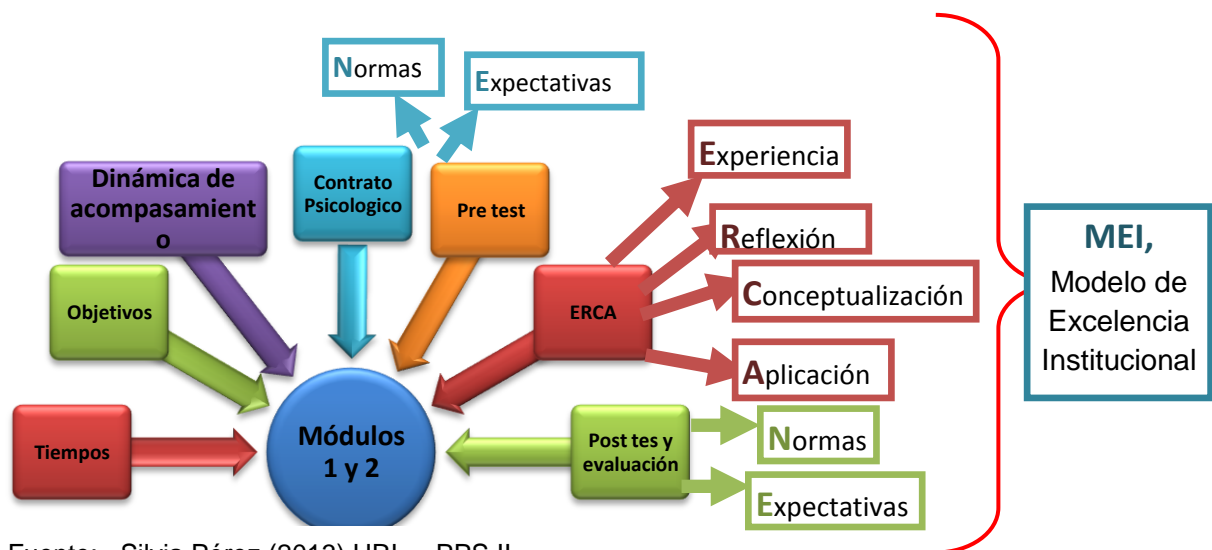 Normas
Expectativas
Dinámica de
acompasamient
o
Contrato
Psicologico
Pre test
Experiencia
Reflexión
Conceptualización
Aplicación
Objetivos
ERCA
MEI,
Modelo de
Excelencia
Institucional
Tiempos
Módulos
1 y 2
Post tes y
evaluación
Normas
Expectativas